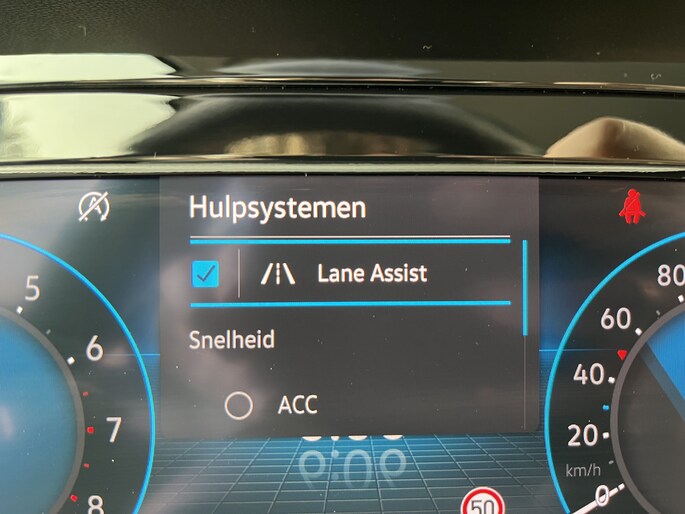 Hulpsystemen
Lane Assist
Snelheid
ACC
5
6
7
8
80
60
40
20
0
km/h
50